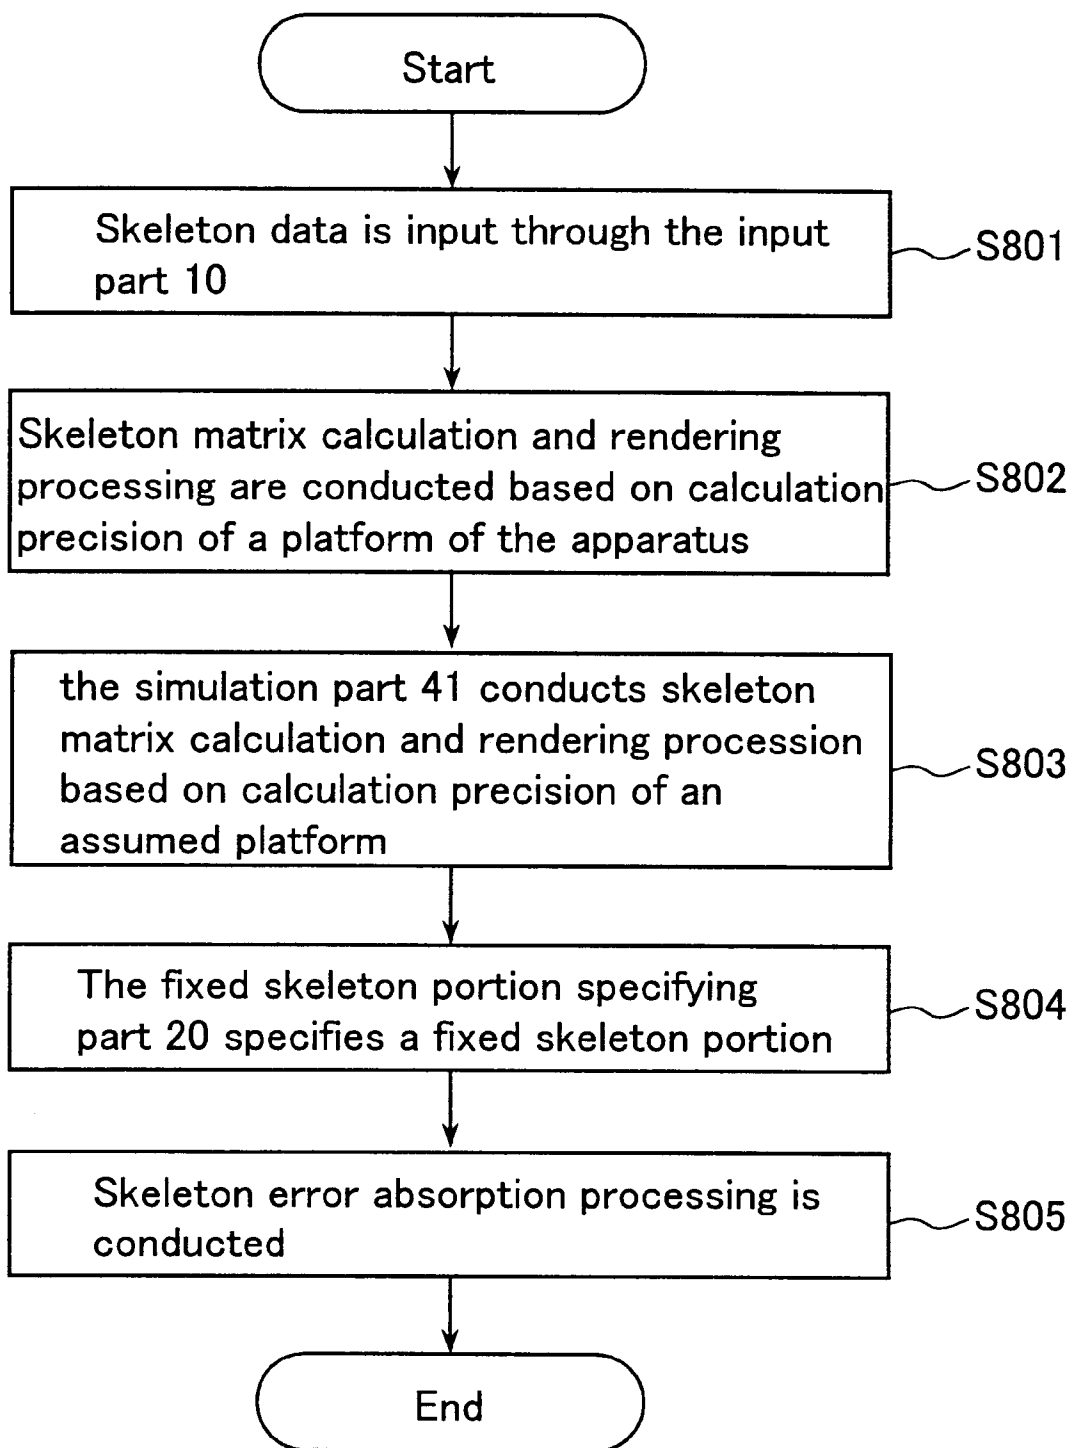 Start
Skeleton data is input through the input
part 10
S801
Skeleton matrix calculation and rendering
processing are conducted based on calculation
precision of a platform of the apparatus
S802
the simulation part 41 conducts skeleton
matrix calculation and rendering procession
based on calculation precision of an
assumed platform
S803
The fixed skeleton portion specifying
part 20 specifies a fixed skeleton portion
S804
Skeleton error absorption processing is
conducted
S805
End